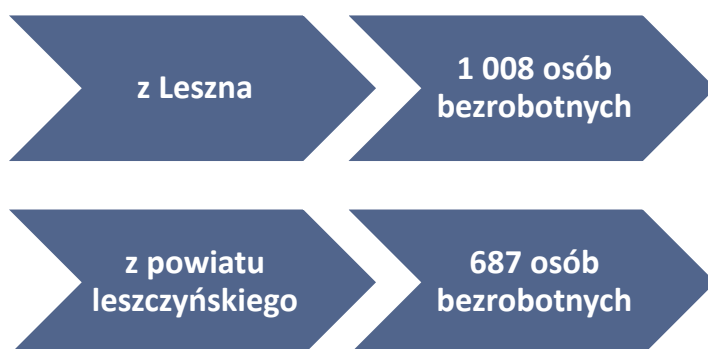 z Leszna
1 008 osób
bezrobotnych
z powiatu
leszczyńskiego
687 osób
bezrobotnych